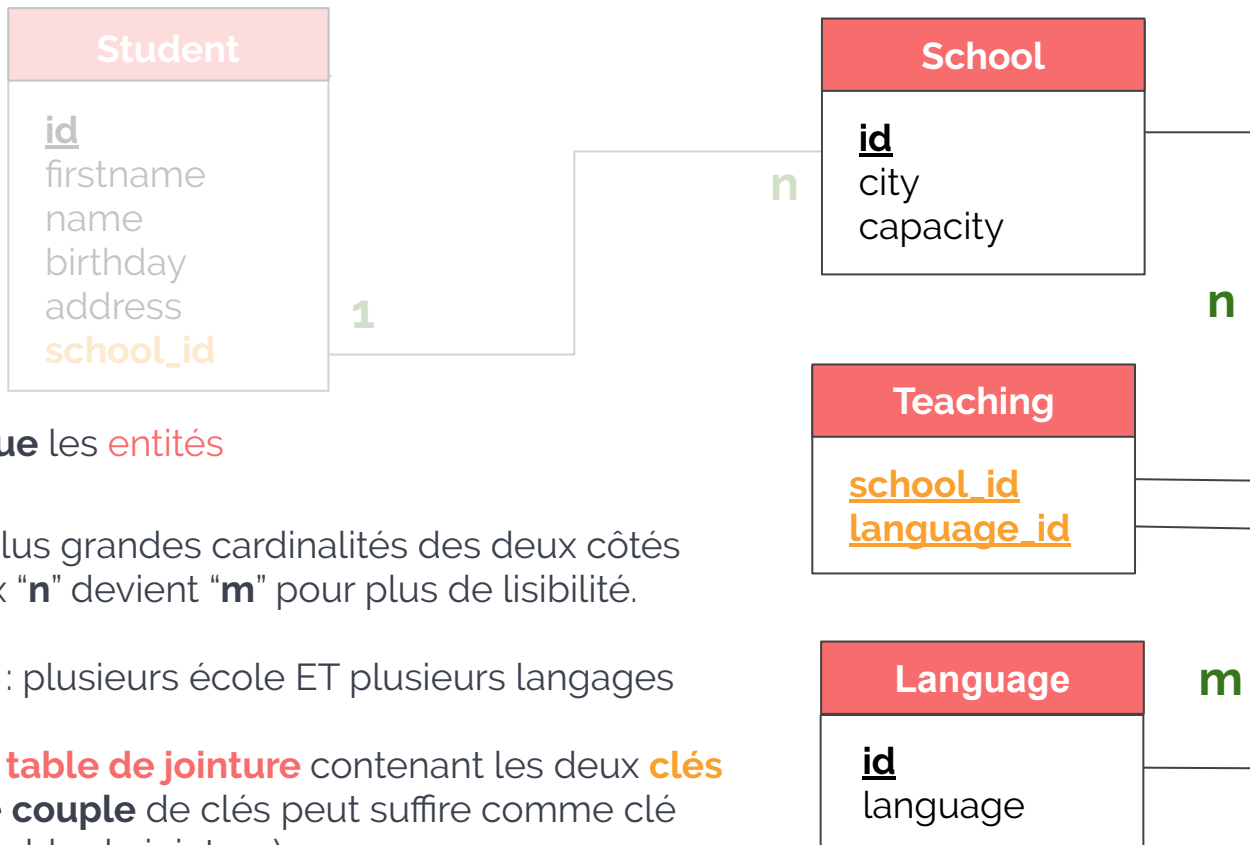 Student
id
firstname
name
birthday
address
school_id
1
n
School
id
city
capacity
n
Teaching
school_id
language_id
Language
id
language
m
les entités
lus grandes cardinalités des deux côtés
“n” devient “m” pour plus de lisibilité.
: plusieurs école ET plusieurs langages
table de jointure contenant les deux clés
couple de clés peut suffire comme clé